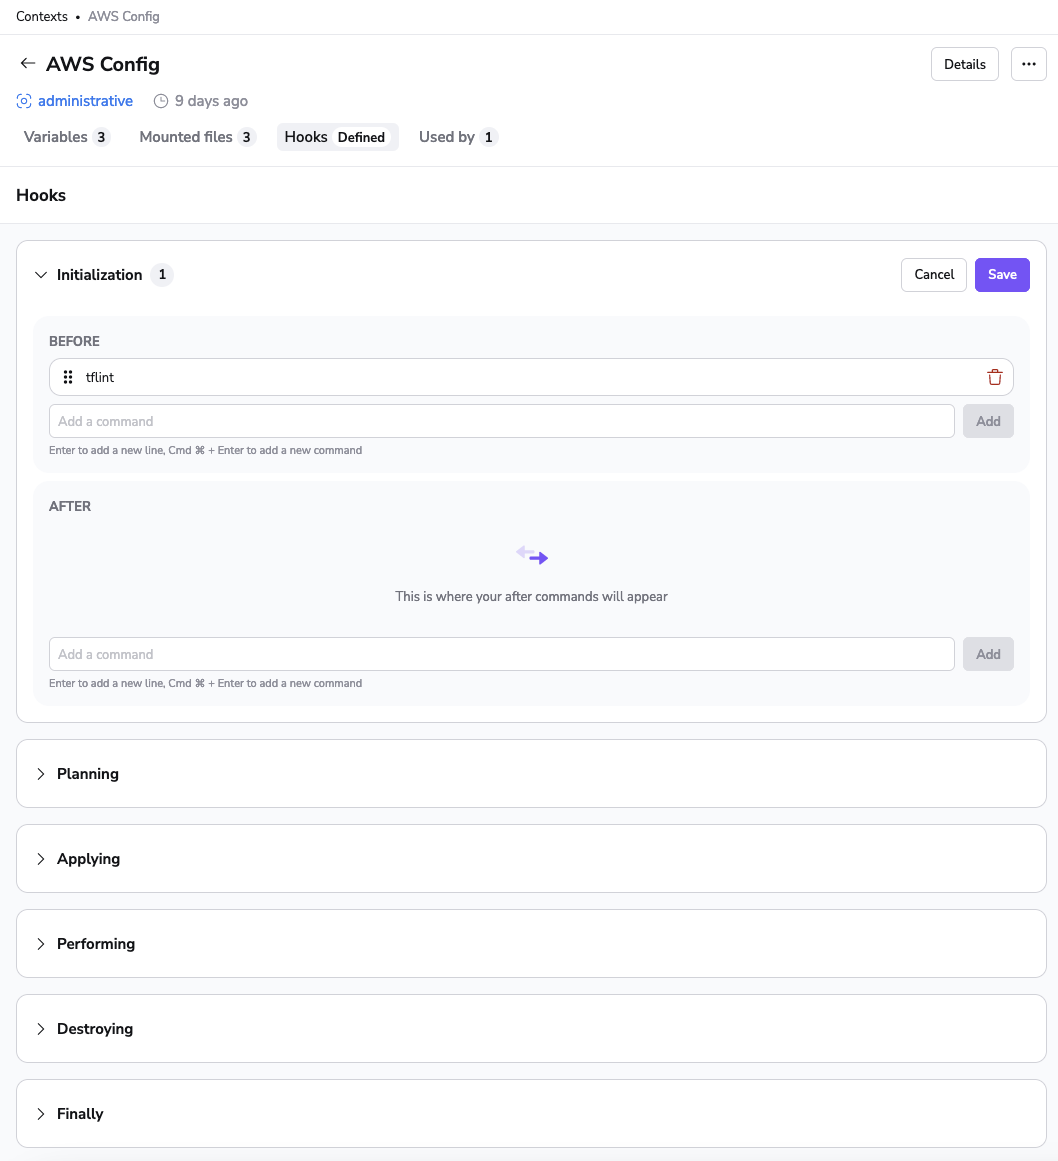 Contexts • AWS Config
AWS Config
Details
administrative 9 days ago
Variables 3 Mounted files 3 Hooks Defined Used by 1
Hooks
Initialization 1
Cancel Save
BEFORE
tflint
Add a command Add
Enter to add a new line, Cmd ⌘ + Enter to add a new command
AFTER
This is where your after commands will appear
Add a command Add
Enter to add a new line, Cmd ⌘ + Enter to add a new command
Planning
Applying
Performing
Destroying
Finally